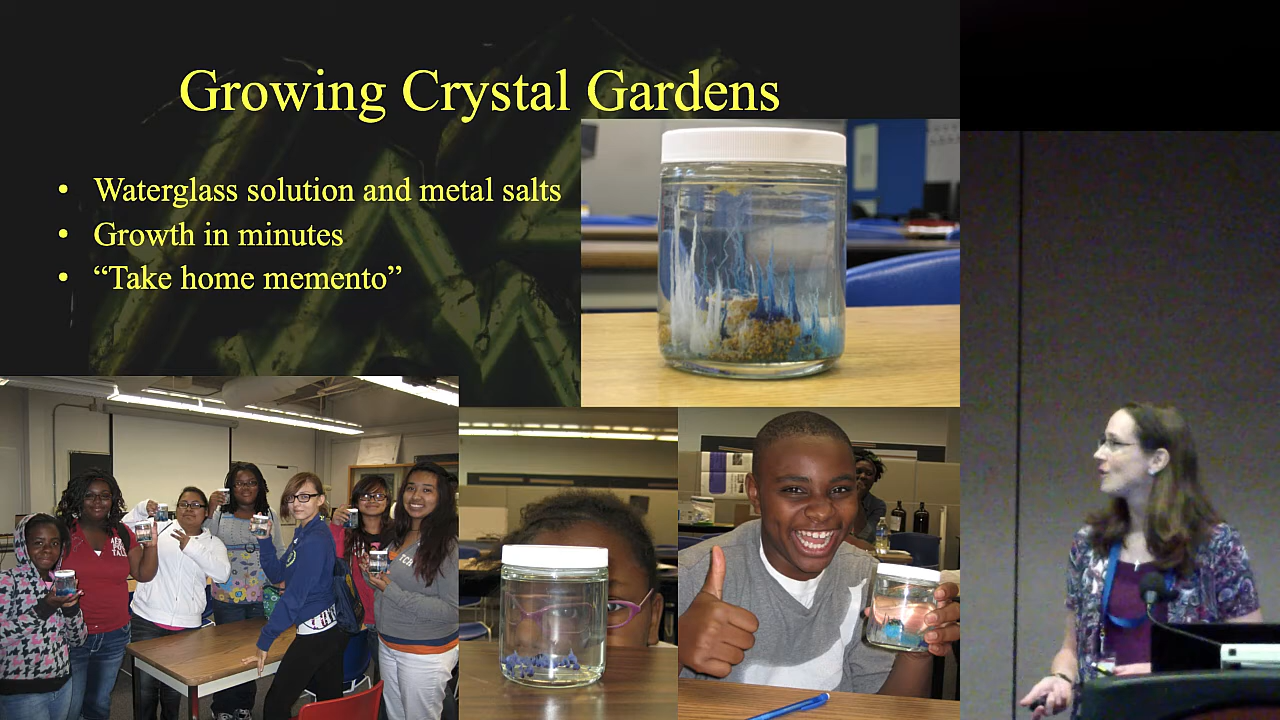 Growing Crystal Gardens
• Waterglass solution and metal salts
• Growth in minutes
• “Take home memento”